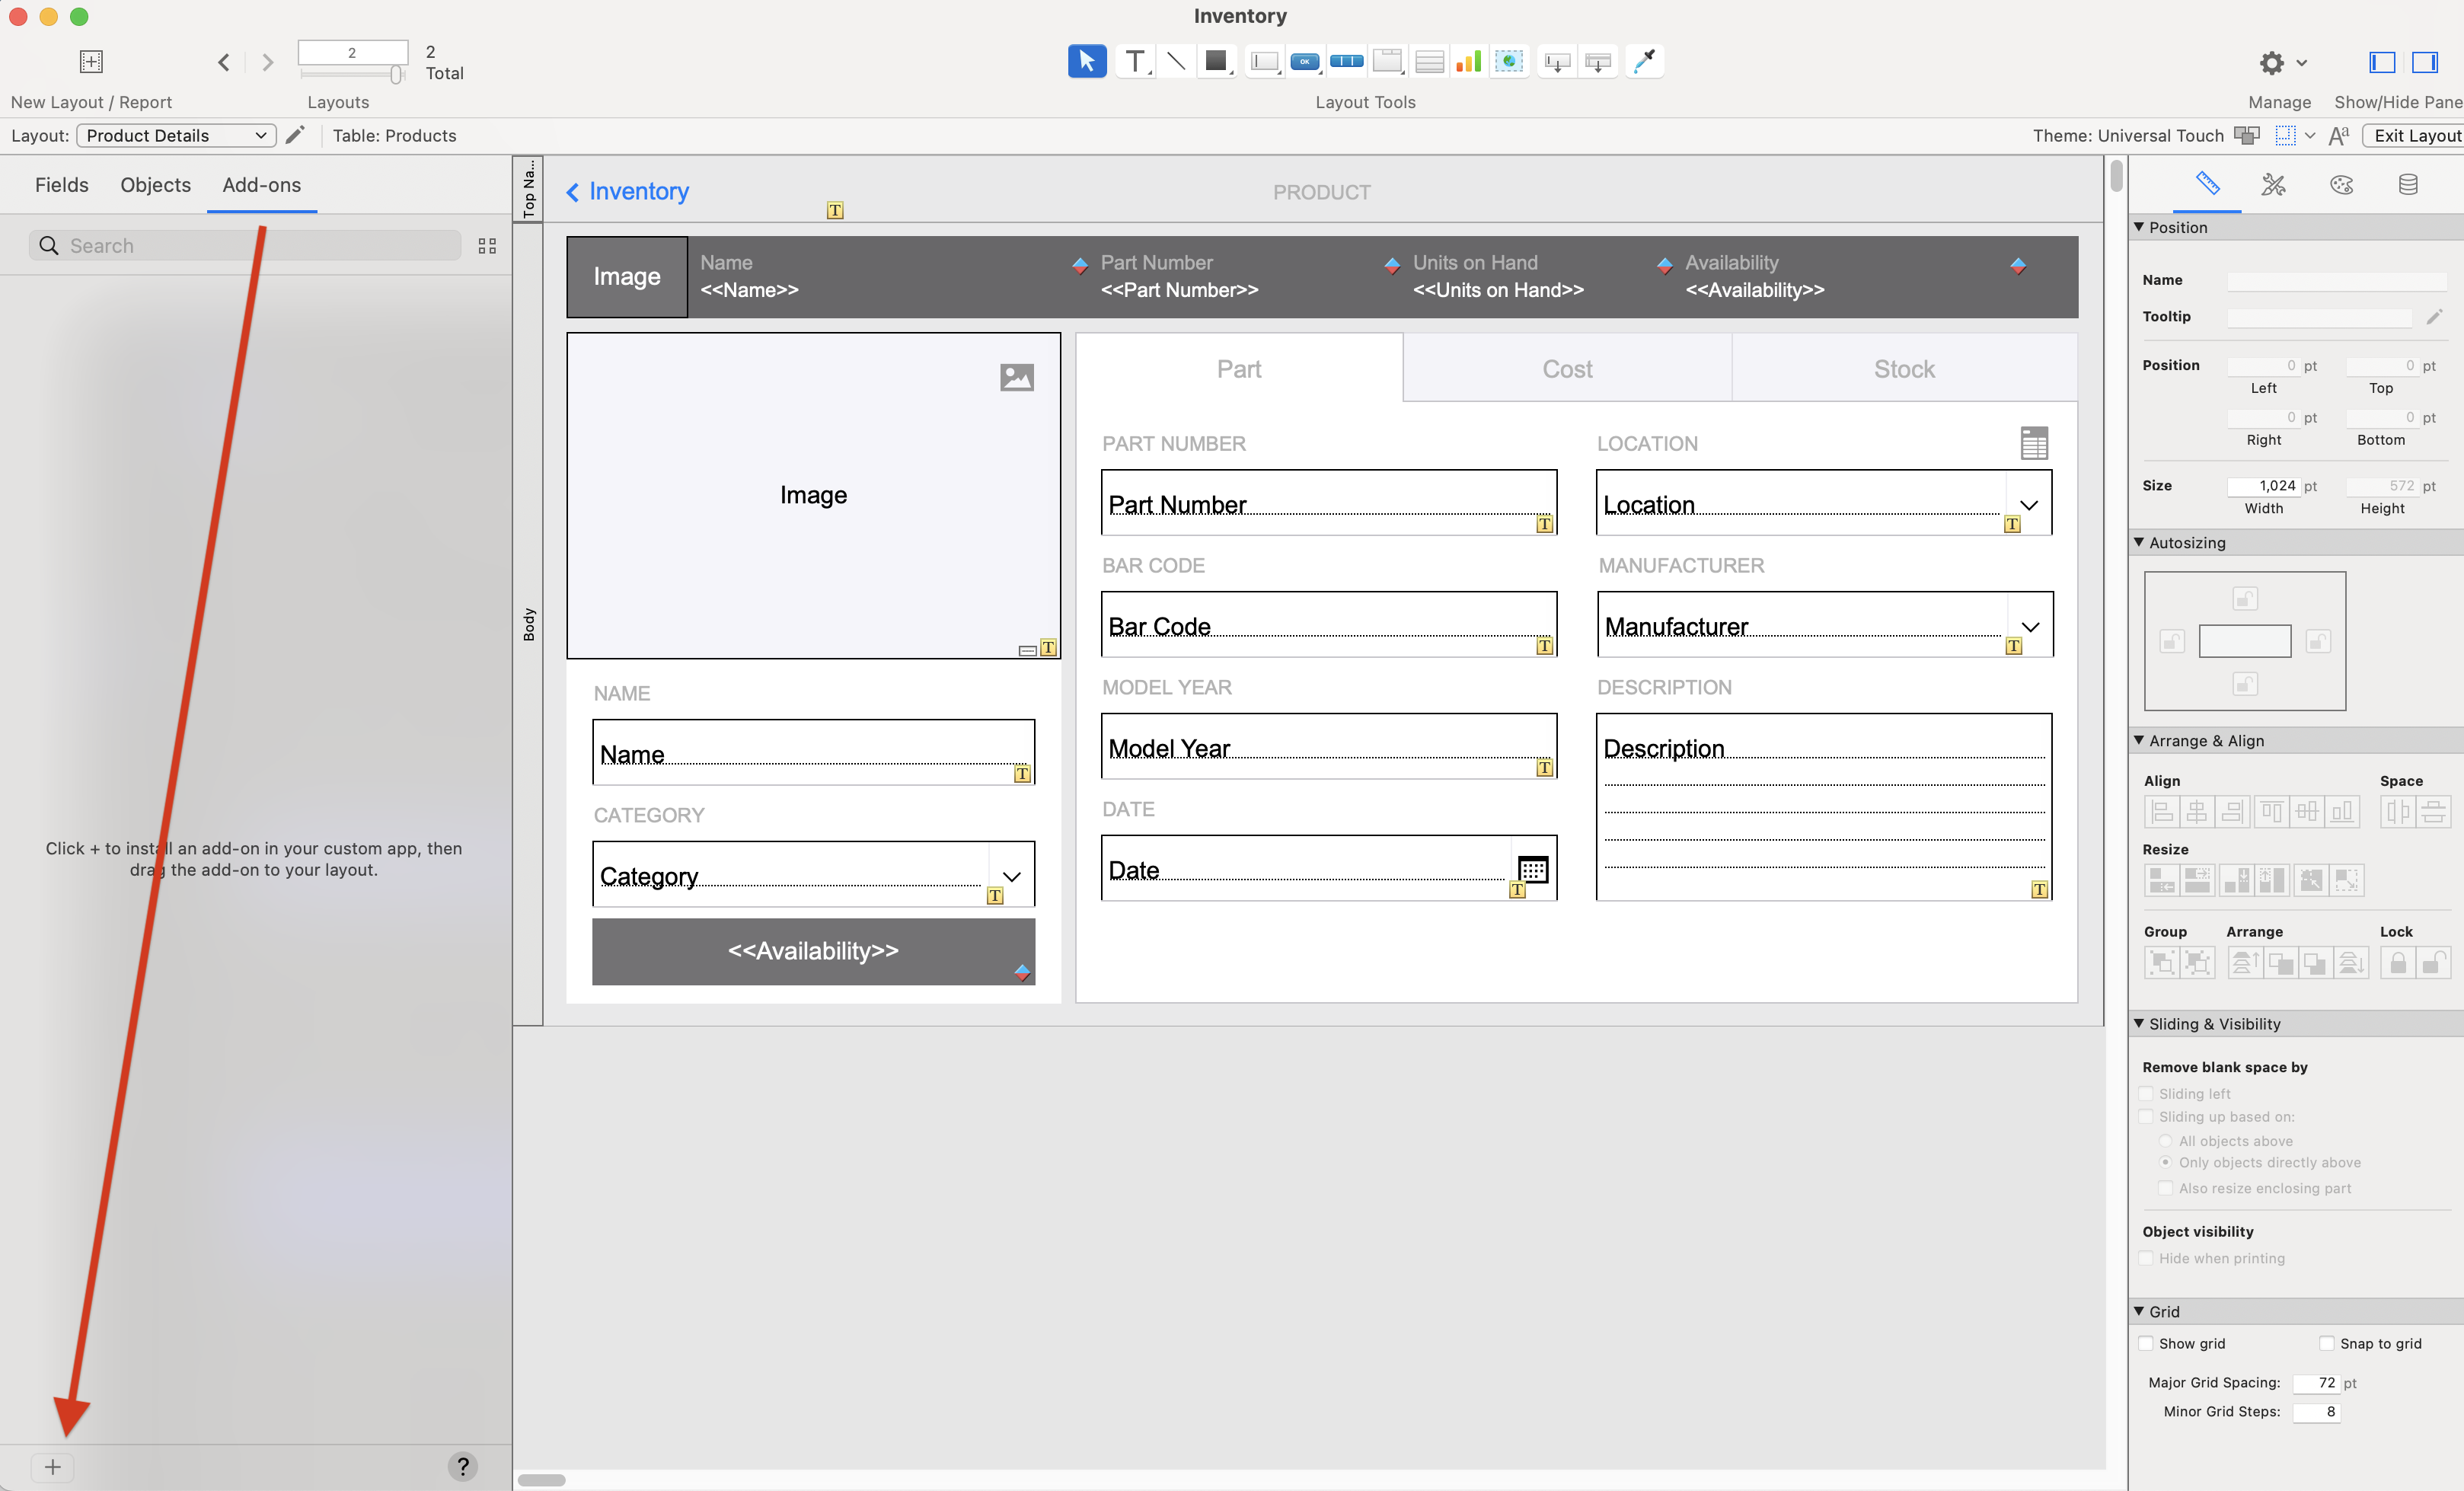 Inventory
2
2
Total
New Layout / Report
Layouts
OK
Layout Tools
Manage
Show/Hide Pane
Layout:
Product Details
Table: Products
Theme: Universal Touch
Aa
Exit Layout
Fields
Objects
Add-ons
Search
Click + to install an add-on in your custom app, then
drag the add-on to your layout.
?
Top Na...
Body
Inventory
T
PRODUCT
Image
Name
<<Name>>
Part Number
<<Part Number>>
Units on Hand
<<Units on Hand>>
Availability
<<Availability>>
Image
T
NAME
Name
T
CATEGORY
Category
T
<<Availability>>
Part
Cost
Stock
PART NUMBER
Part Number
T
BAR CODE
Bar Code
T
MODEL YEAR
Model Year
T
DATE
Date
T
LOCATION
Location
T
MANUFACTURER
Manufacturer
T
DESCRIPTION
Description
T
Position
Name
Tooltip
Position
0 pt
0 pt
Left
Top
0 pt
0 pt
Right
Bottom
Size
1,024 pt
572 pt
Width
Height
Autosizing
Arrange & Align
Align
Space
Resize
Group
Arrange
Lock
Sliding & Visibility
Remove blank space by
Sliding left
Sliding up based on:
All objects above
Only objects directly above
Also resize enclosing part
Object visibility
Hide when printing
Grid
Show grid
Snap to grid
Major Grid Spacing: 72 pt
Minor Grid Steps: 8